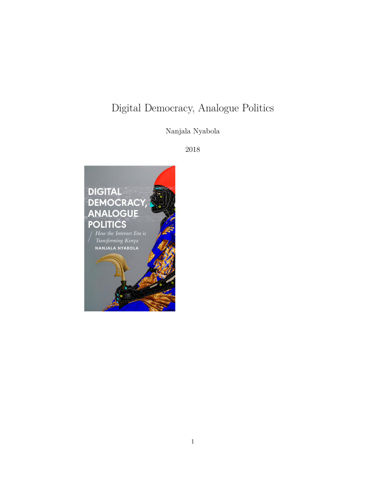 Digital Democracy, Analogue Politics
Nanjala Nyabola
2018
DIGITAL
DEMOCRACY,
ANALOGUE
POLITICS
How the Internet Era is
Transforming Kenya
NANJALA NYABOLA
1